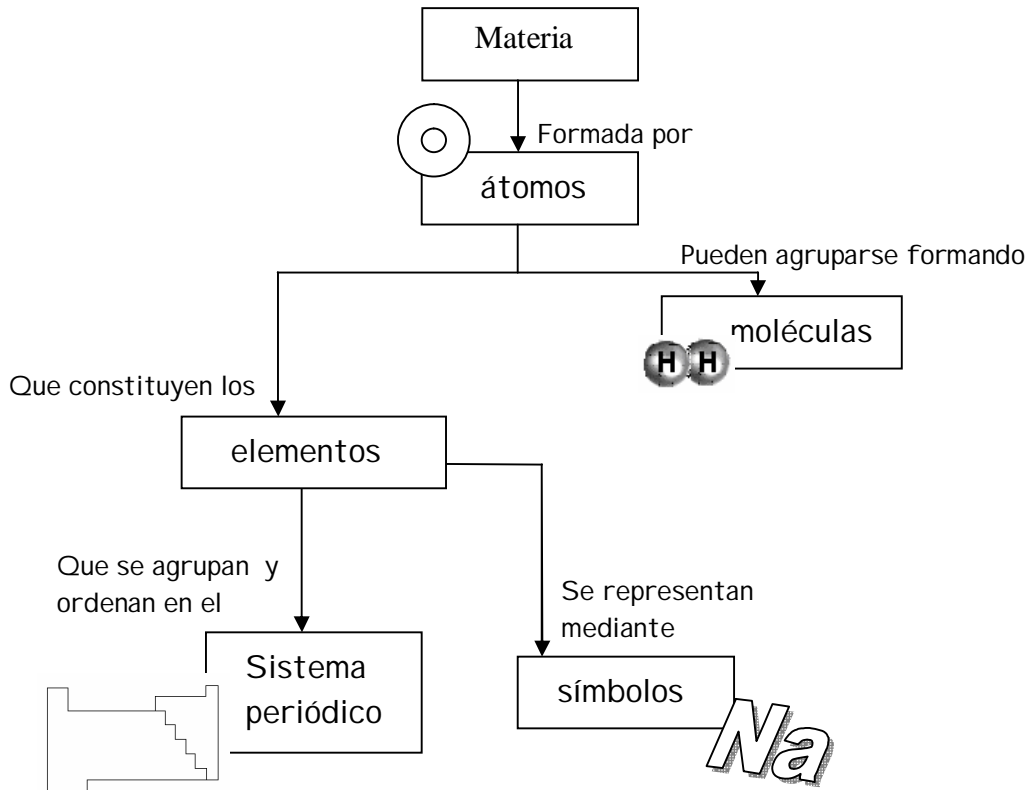 Materia
Formada por
átomos
Pueden agruparse formando
moléculas
H H
Que constituyen los
elementos
Que se agrupan y
ordenan en el
Se representan
mediante
Sistema
periódico
símbolos
Na